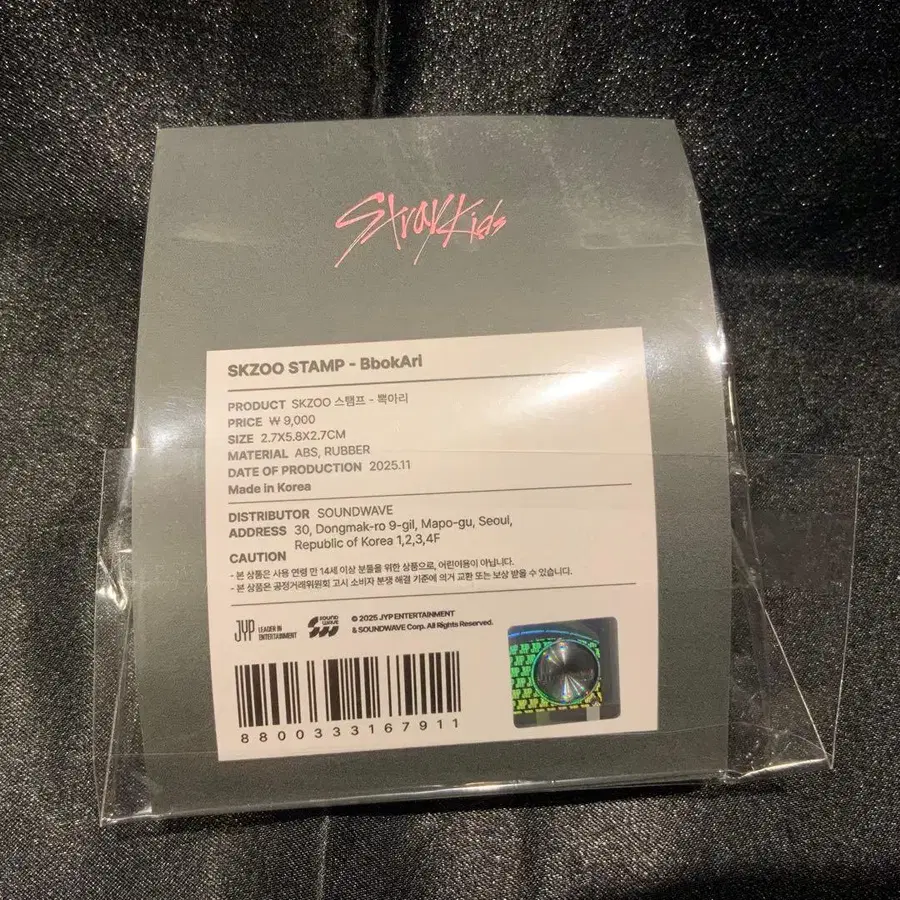 Stray Kids
SKZOO STAMP - BbokAri
PRODUCT SKZOO 스탬프 - 뽁아리
PRICE ₩ 9,000
SIZE 2.7X5.8X2.7CM
MATERIAL ABS, RUBBER
DATE OF PRODUCTION 2025.11
Made in Korea
DISTRIBUTOR SOUNDWAVE
ADDRESS 30, Dongmak-ro 9-gil, Mapo-gu, Seoul,
Republic of Korea 1,2,3,4F
CAUTION
- 본 상품은 사용 연령 만 14세 이상 분들을 위한 상품으로, 어린이용이 아닙니다.
- 본 상품은 공정거래위원회 고시 소비자 분쟁 해결 기준에 의거 교환 또는 보상 받을 수 있습니다.
JYP LEADER IN
ENTERTAINMENT
SOUND
WAVE
© 2025 JYP ENTERTAINMENT
& SOUNDWAVE Corp. All Rights Reserved.
8800333167911